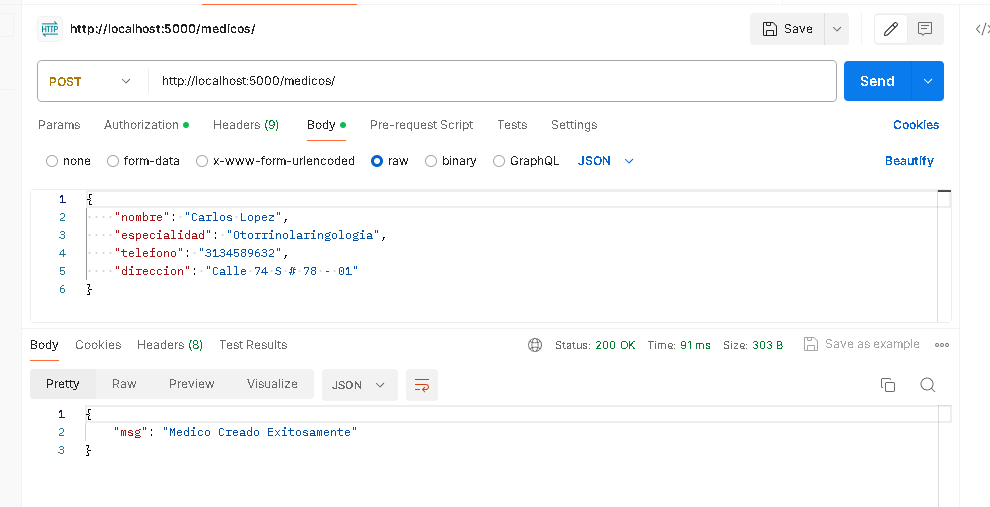 HTTP http://localhost:5000/medicos/ Save
POST http://localhost:5000/medicos/ Send
Params Authorization Headers (9) Body Pre-request Script Tests Settings Cookies
none form-data x-www-form-urlencoded raw binary GraphQL JSON Beautify
1 {
2 "nombre": "Carlos Lopez",
3 "especialidad": "Otorrinolaringologia",
4 "telefono": "3134589632",
5 "direccion": "Calle 74 S # 78 - 01"
6 }
Body Cookies Headers (8) Test Results Status: 200 OK Time: 91 ms Size: 303 B Save as example
Pretty Raw Preview Visualize JSON
1 {
2 "msg": "Medico Creado Exitosamente"
3 }